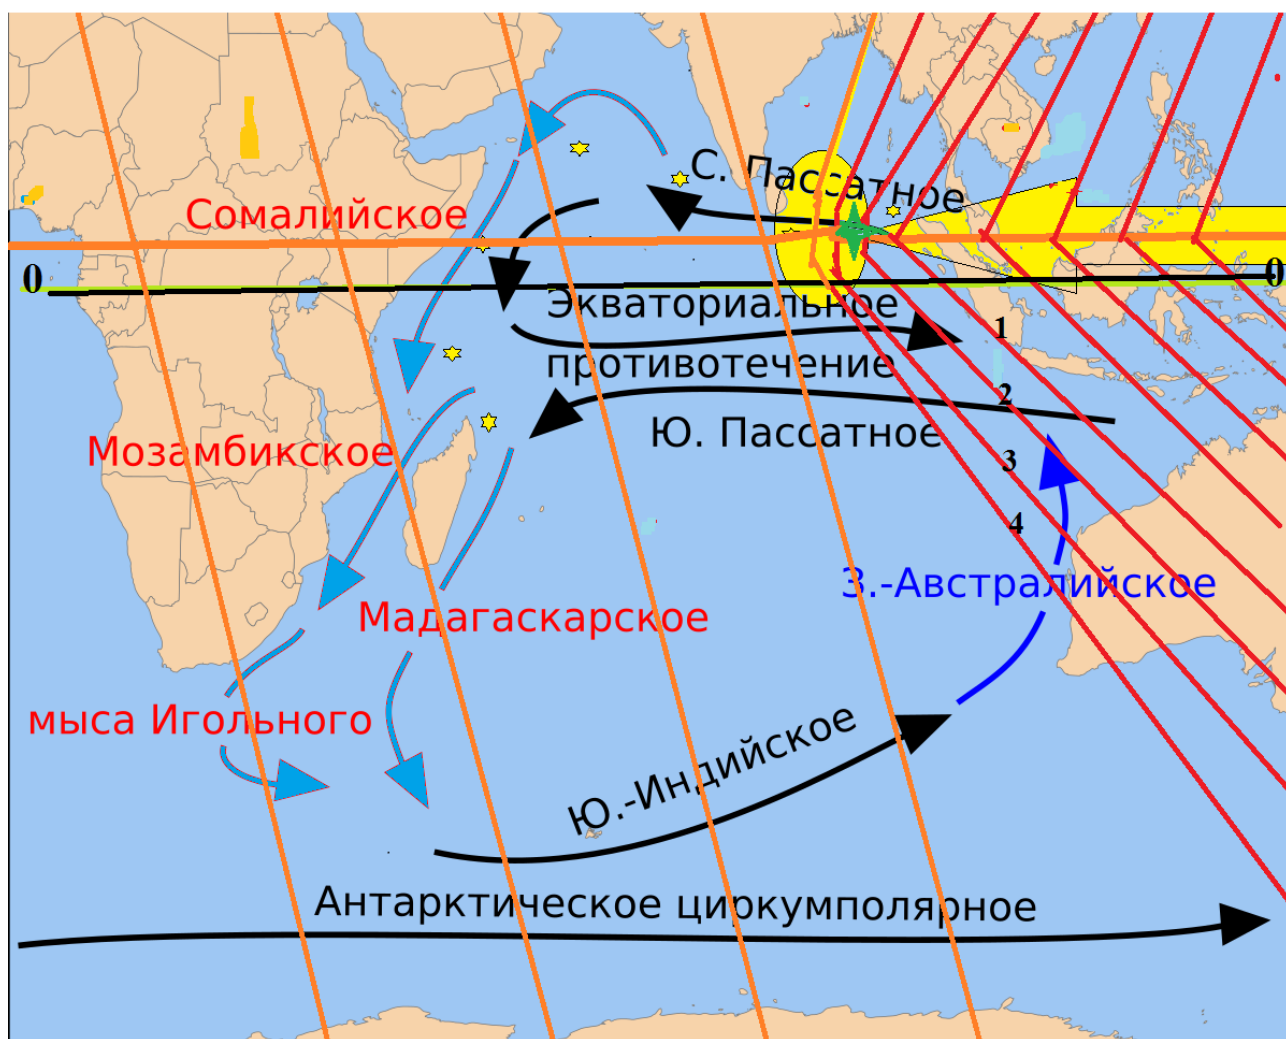 С. Пассатное
Сомалийское
0
0
Экваториальное
противотечение
1
2
Ю. Пассатное
Мозамбикское
3
4
З.-Австралийское
Мадагаскарское
мыса Игольного
Ю.-Индийское
Антарктическое циркумполярное